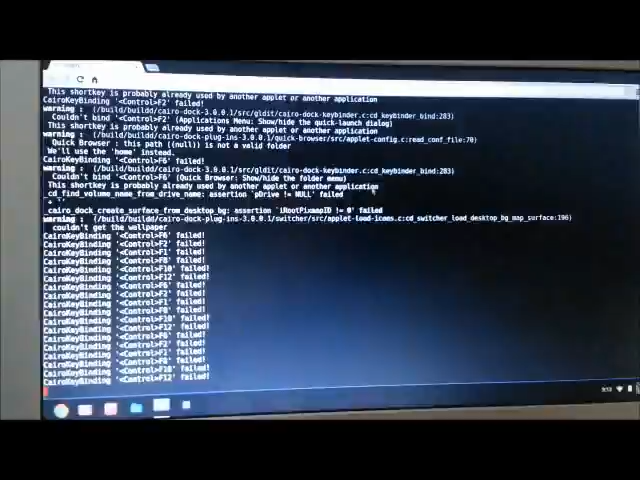 This shortkey is probably already used by another applet or another application
CairoKeyBinding '<Control>F2' failed!
warning :  (/build/buildd/cairo-dock-3.0.0.1/src/gldit/cairo-dock-keybinder.c:cd_keybinder_bind:203)
Couldn't bind '<Control>F2' (Applications Menu: Show/hide the quick-launch dialog)
This shortkey is probably already used by another applet or another application
warning :  (/build/buildd/cairo-dock-plug-ins-3.0.0.1/quick-browser/src/applet-config.c:read_conf_file:70)
Quick Browser : this path ((null)) is not a valid folder
We'll use the 'home' instead.
CairoKeyBinding '<Control>F6' failed!
warning :  (/build/buildd/cairo-dock-3.0.0.1/src/gldit/cairo-dock-keybinder.c:cd_keybinder_bind:203)
Couldn't bind '<Control>F6' (Quick Browser: Show/hide the folder menu)
This shortkey is probably already used by another applet or another application
cd_find_volume_name_from_drive_name: assertion `pDrive != NULL' failed
+ ``
_cairo_dock_create_surface_from_desktop_bg: assertion `iRootPixmapID != 0' failed
warning :  (/build/buildd/cairo-dock-plug-ins-3.0.0.1/switcher/src/applet-load-icons.c:cd_switcher_load_desktop_bg_map_surface:196)
couldn't get the wallpaper
CairoKeyBinding '<Control>F6' failed!
CairoKeyBinding '<Control>F2' failed!
CairoKeyBinding '<Control>F1' failed!
CairoKeyBinding '<Control>F8' failed!
CairoKeyBinding '<Control>F10' failed!
CairoKeyBinding '<Control>F12' failed!
CairoKeyBinding '<Control>F6' failed!
CairoKeyBinding '<Control>F2' failed!
CairoKeyBinding '<Control>F1' failed!
CairoKeyBinding '<Control>F8' failed!
CairoKeyBinding '<Control>F10' failed!
CairoKeyBinding '<Control>F12' failed!
CairoKeyBinding '<Control>F6' failed!
CairoKeyBinding '<Control>F2' failed!
CairoKeyBinding '<Control>F1' failed!
CairoKeyBinding '<Control>F8' failed!
CairoKeyBinding '<Control>F10' failed!
CairoKeyBinding '<Control>F12' failed!
9:13